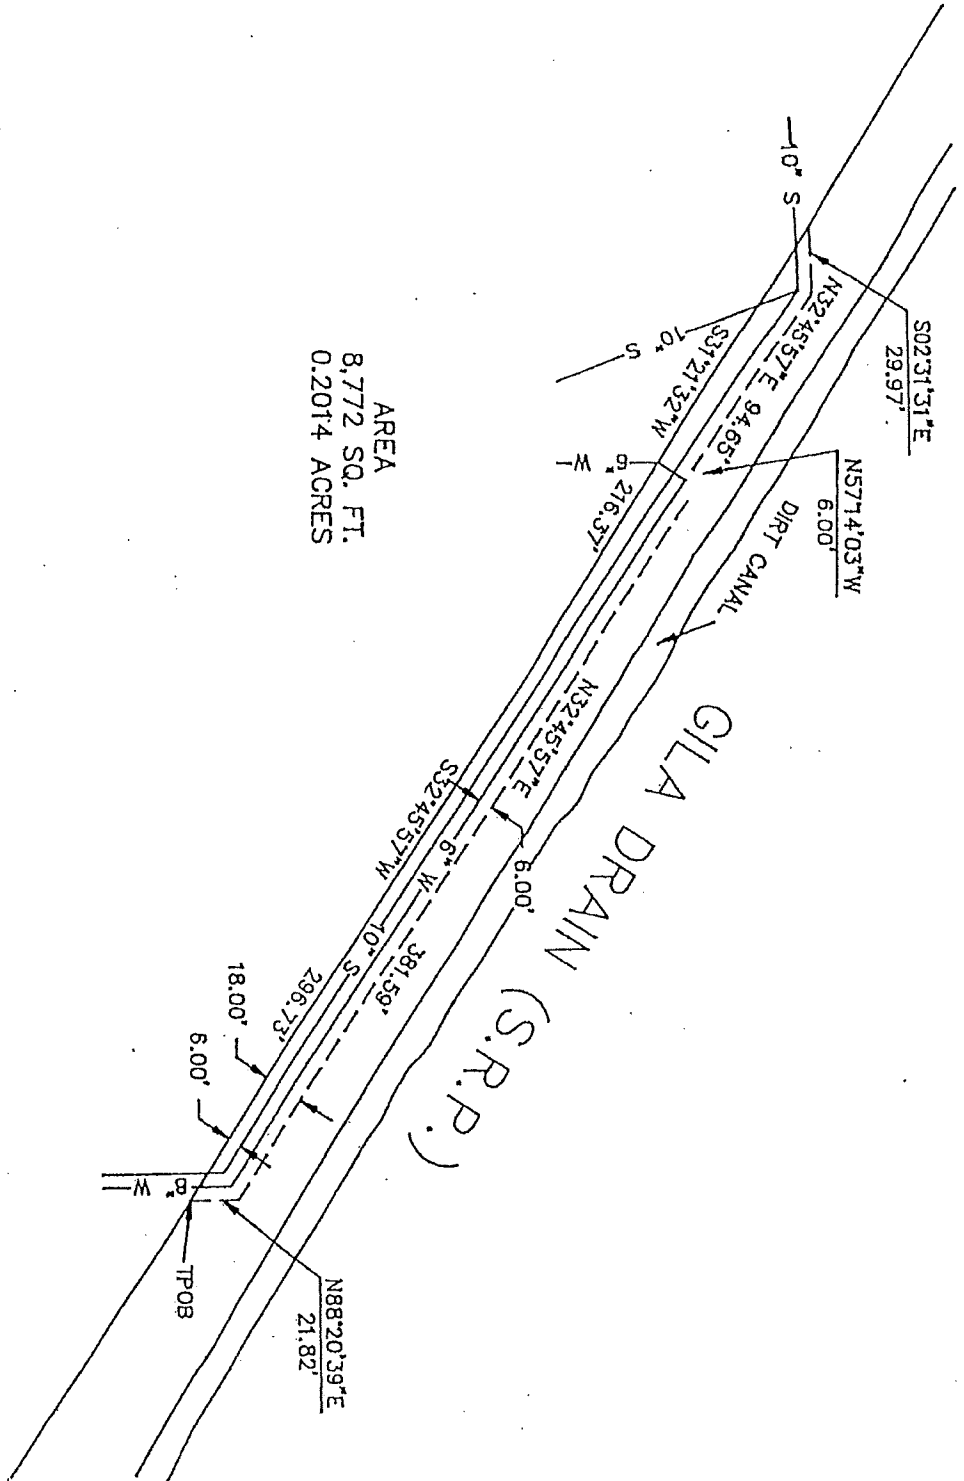 S02°31'31"E
29.97'
N57°14'03"W
6.00'
DIRT CANAL
GILA DRAIN (S.R.P.)
10" S
N32°45'57"E 94.65'
10" S
S31°21'32"W
216.37'
6" W
N32°45'57"E
381.59'
6.00'
S32°45'57"W
296.73'
6" W
10" S
18.00'
6.00'
8" W
TPOB
N88°20'39"E
21.82'
AREA
8,772 SQ. FT.
0.2014 ACRES